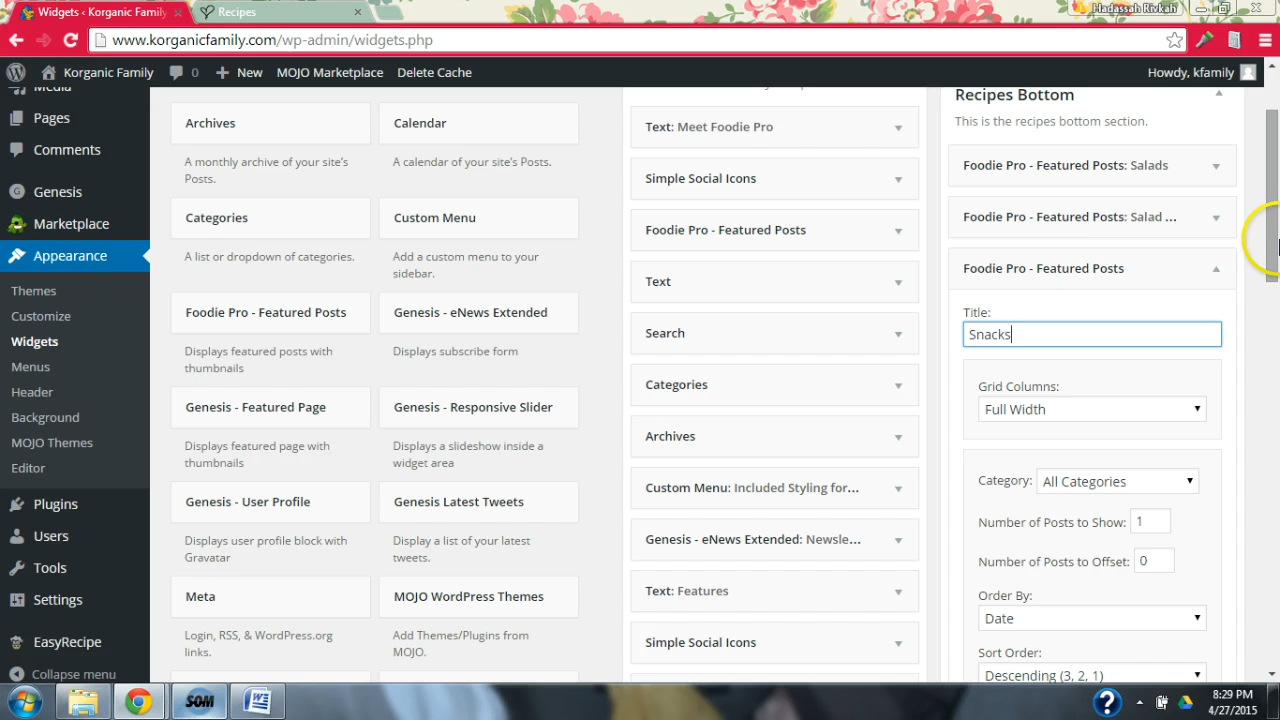 Widgets ‹ Korganic Family
Recipes
Hadassah Rivkah
www.korganicfamily.com/wp-admin/widgets.php
Korganic Family
0
New
MOJO Marketplace
Delete Cache
Howdy, kfamily
Media
Pages
Comments
Genesis
Marketplace
Appearance
Themes
Customize
Widgets
Menus
Header
Background
MOJO Themes
Editor
Plugins
Users
Tools
Settings
EasyRecipe
Collapse menu
Archives
A monthly archive of your site's
Posts.
Calendar
A calendar of your site's Posts.
Categories
A list or dropdown of categories.
Custom Menu
Add a custom menu to your
sidebar.
Foodie Pro - Featured Posts
Displays featured posts with
thumbnails
Genesis - eNews Extended
Displays subscribe form
Genesis - Featured Page
Displays featured page with
thumbnails
Genesis - Responsive Slider
Displays a slideshow inside a
widget area
Genesis - User Profile
Displays user profile block with
Gravatar
Genesis Latest Tweets
Display a list of your latest
tweets.
Meta
Login, RSS, & WordPress.org
links.
MOJO WordPress Themes
Add Themes/Plugins from
MOJO.
Text: Meet Foodie Pro
Simple Social Icons
Foodie Pro - Featured Posts
Text
Search
Categories
Archives
Custom Menu: Included Styling for...
Genesis - eNews Extended: Newsle...
Text: Features
Simple Social Icons
Recipes Bottom
This is the recipes bottom section.
Foodie Pro - Featured Posts: Salads
Foodie Pro - Featured Posts: Salad ...
Foodie Pro - Featured Posts
Title:
Snacks
Grid Columns:
Full Width
Category: All Categories
Number of Posts to Show: 1
Number of Posts to Offset: 0
Order By:
Date
Sort Order:
Descending (3, 2, 1)
SOM
8:29 PM
4/27/2015